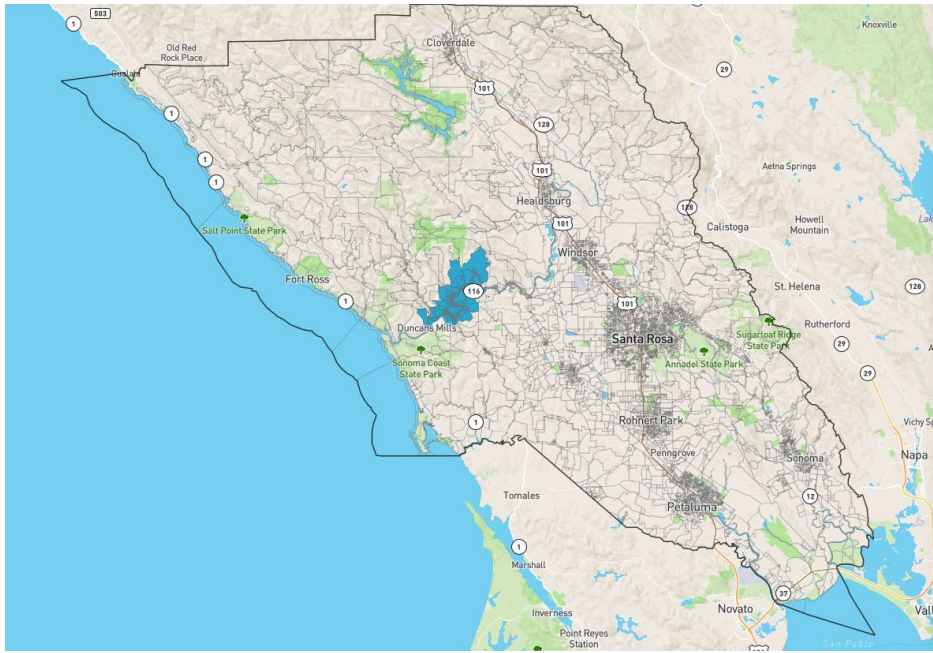 503
1
Old Red
Rock Place
Cloverdale
Knoxville
29
Gualala
101
1
128
1
101
Aetna Springs
1
Healdsburg
128
Howell
Mountain
Salt Point State Park
101
Calistoga
Windsor
Fort Ross
116
St. Helena
128
1
101
Duncans Mills
Sugarloaf Ridge
State Park
Rutherford
Santa Rosa
29
Sonoma Coast
State Park
Annadel State Park
29
1
Rohnert Park
Vichy Sp
Penngrove
Sonoma
Napa
Tomales
12
Petaluma
1
Marshall
37
Inverness
Novato
Vall
Point Reyes
Station
San Pablo